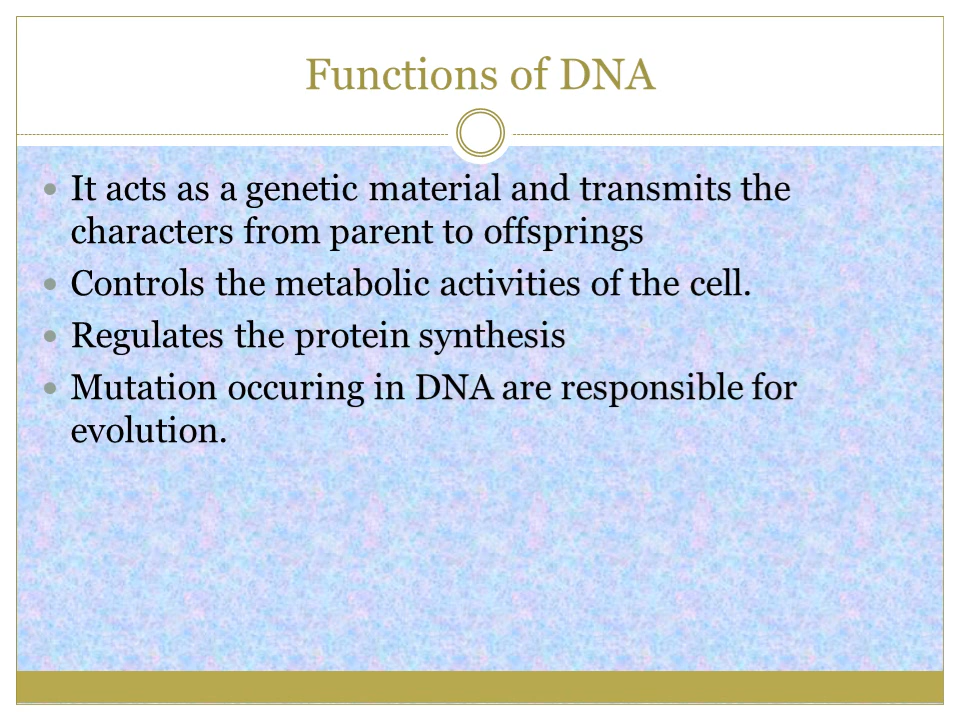 Functions of DNA
It acts as a genetic material and transmits the
characters from parent to offsprings
Controls the metabolic activities of the cell.
Regulates the protein synthesis
Mutation occuring in DNA are responsible for
evolution.